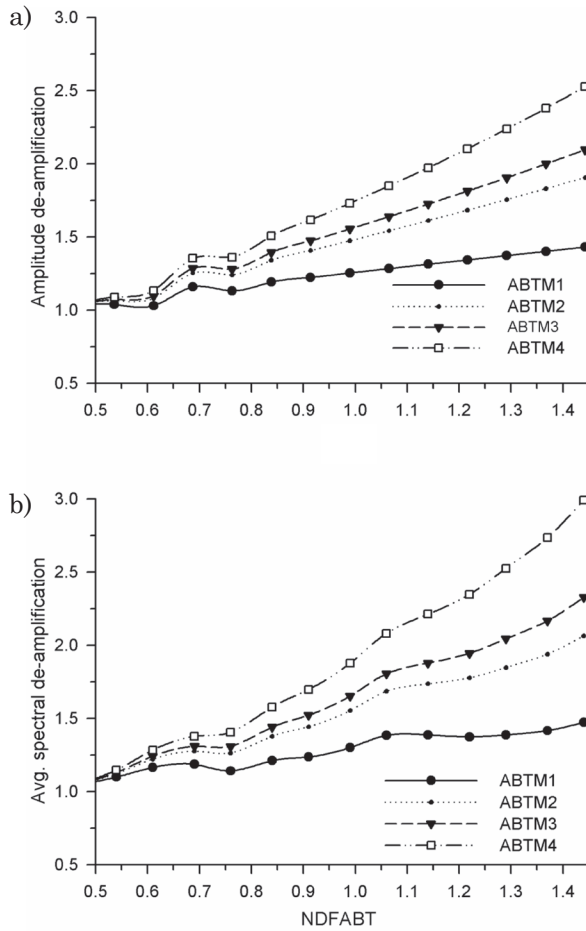 a)
3.0
2.5
2.0
1.5
1.0
0.5
Amplitude de-amplification
ABTM1
ABTM2
ABTM3
ABTM4
0.5 0.6 0.7 0.8 0.9 1.0 1.1 1.2 1.3 1.4
b)
3.0
2.5
2.0
1.5
1.0
0.5
Avg. spectral de-amplification
ABTM1
ABTM2
ABTM3
ABTM4
0.5 0.6 0.7 0.8 0.9 1.0 1.1 1.2 1.3 1.4
NDFABT